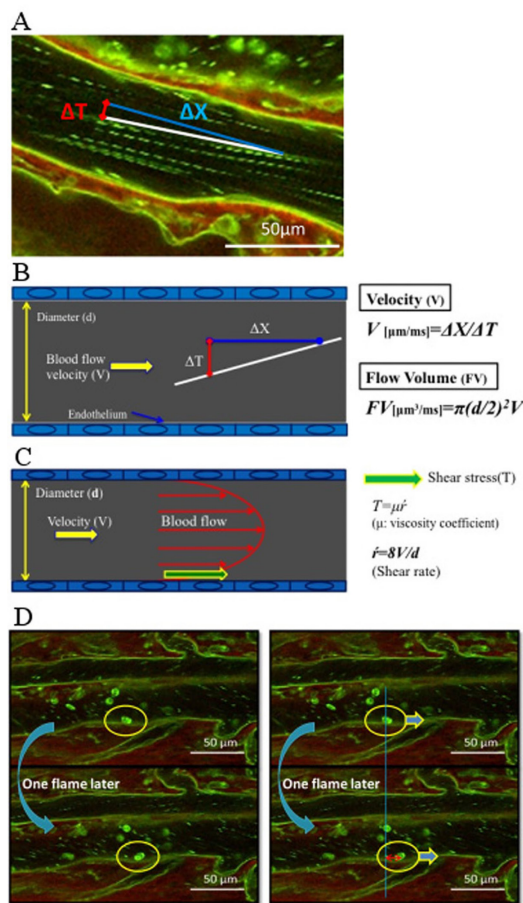 A
ΔT
ΔX
50μm
B
Diameter (d)
ΔX
ΔT
Blood flow
velocity (V)
Endothelium
Velocity (V)
V [μm/ms]=ΔX/ΔT
Flow Volume (FV)
FV[μm³/ms]=π(d/2)²V
C
Diameter (d)
Velocity (V)
Blood flow
Shear stress(T)
T=μṙ
(μ: viscosity coefficient)
ṙ=8V/d
(Shear rate)
D
50 μm
50 μm
One flame later
One flame later
50 μm
50 μm